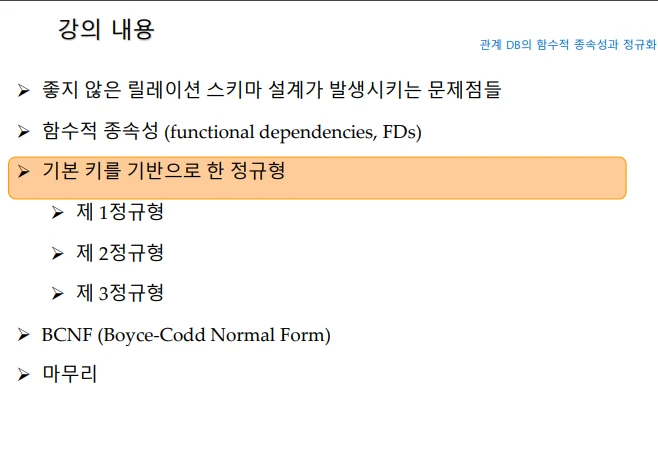 강의 내용
관계 DB의 함수적 종속성과 정규화
➢ 좋지 않은 릴레이션 스키마 설계가 발생시키는 문제점들
➢ 함수적 종속성 (functional dependencies, FDs)
➢ 기본 키를 기반으로 한 정규형
➢ 제 1정규형
➢ 제 2정규형
➢ 제 3정규형
➢ BCNF (Boyce-Codd Normal Form)
➢ 마무리